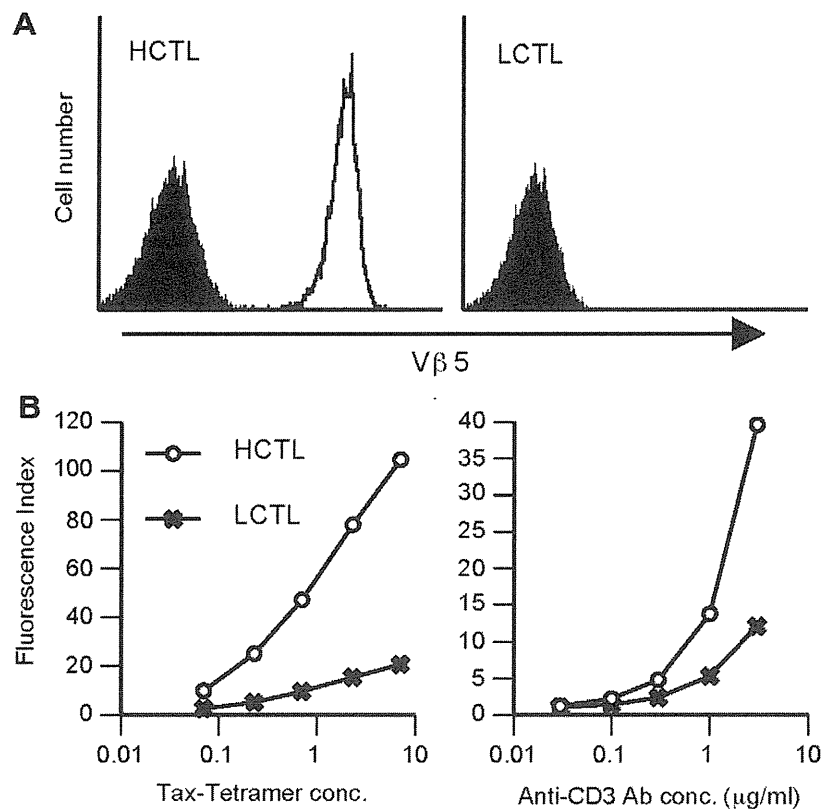 A
HCTL
LCTL
Cell number
Vβ 5
B
120
100
80
60
40
20
0
HCTL
LCTL
Fluorescence Index
0.01
0.1
1
10
Tax-Tetramer conc.
40
35
30
25
20
15
10
5
0
0.01
0.1
1
10
Anti-CD3 Ab conc. (μg/ml)